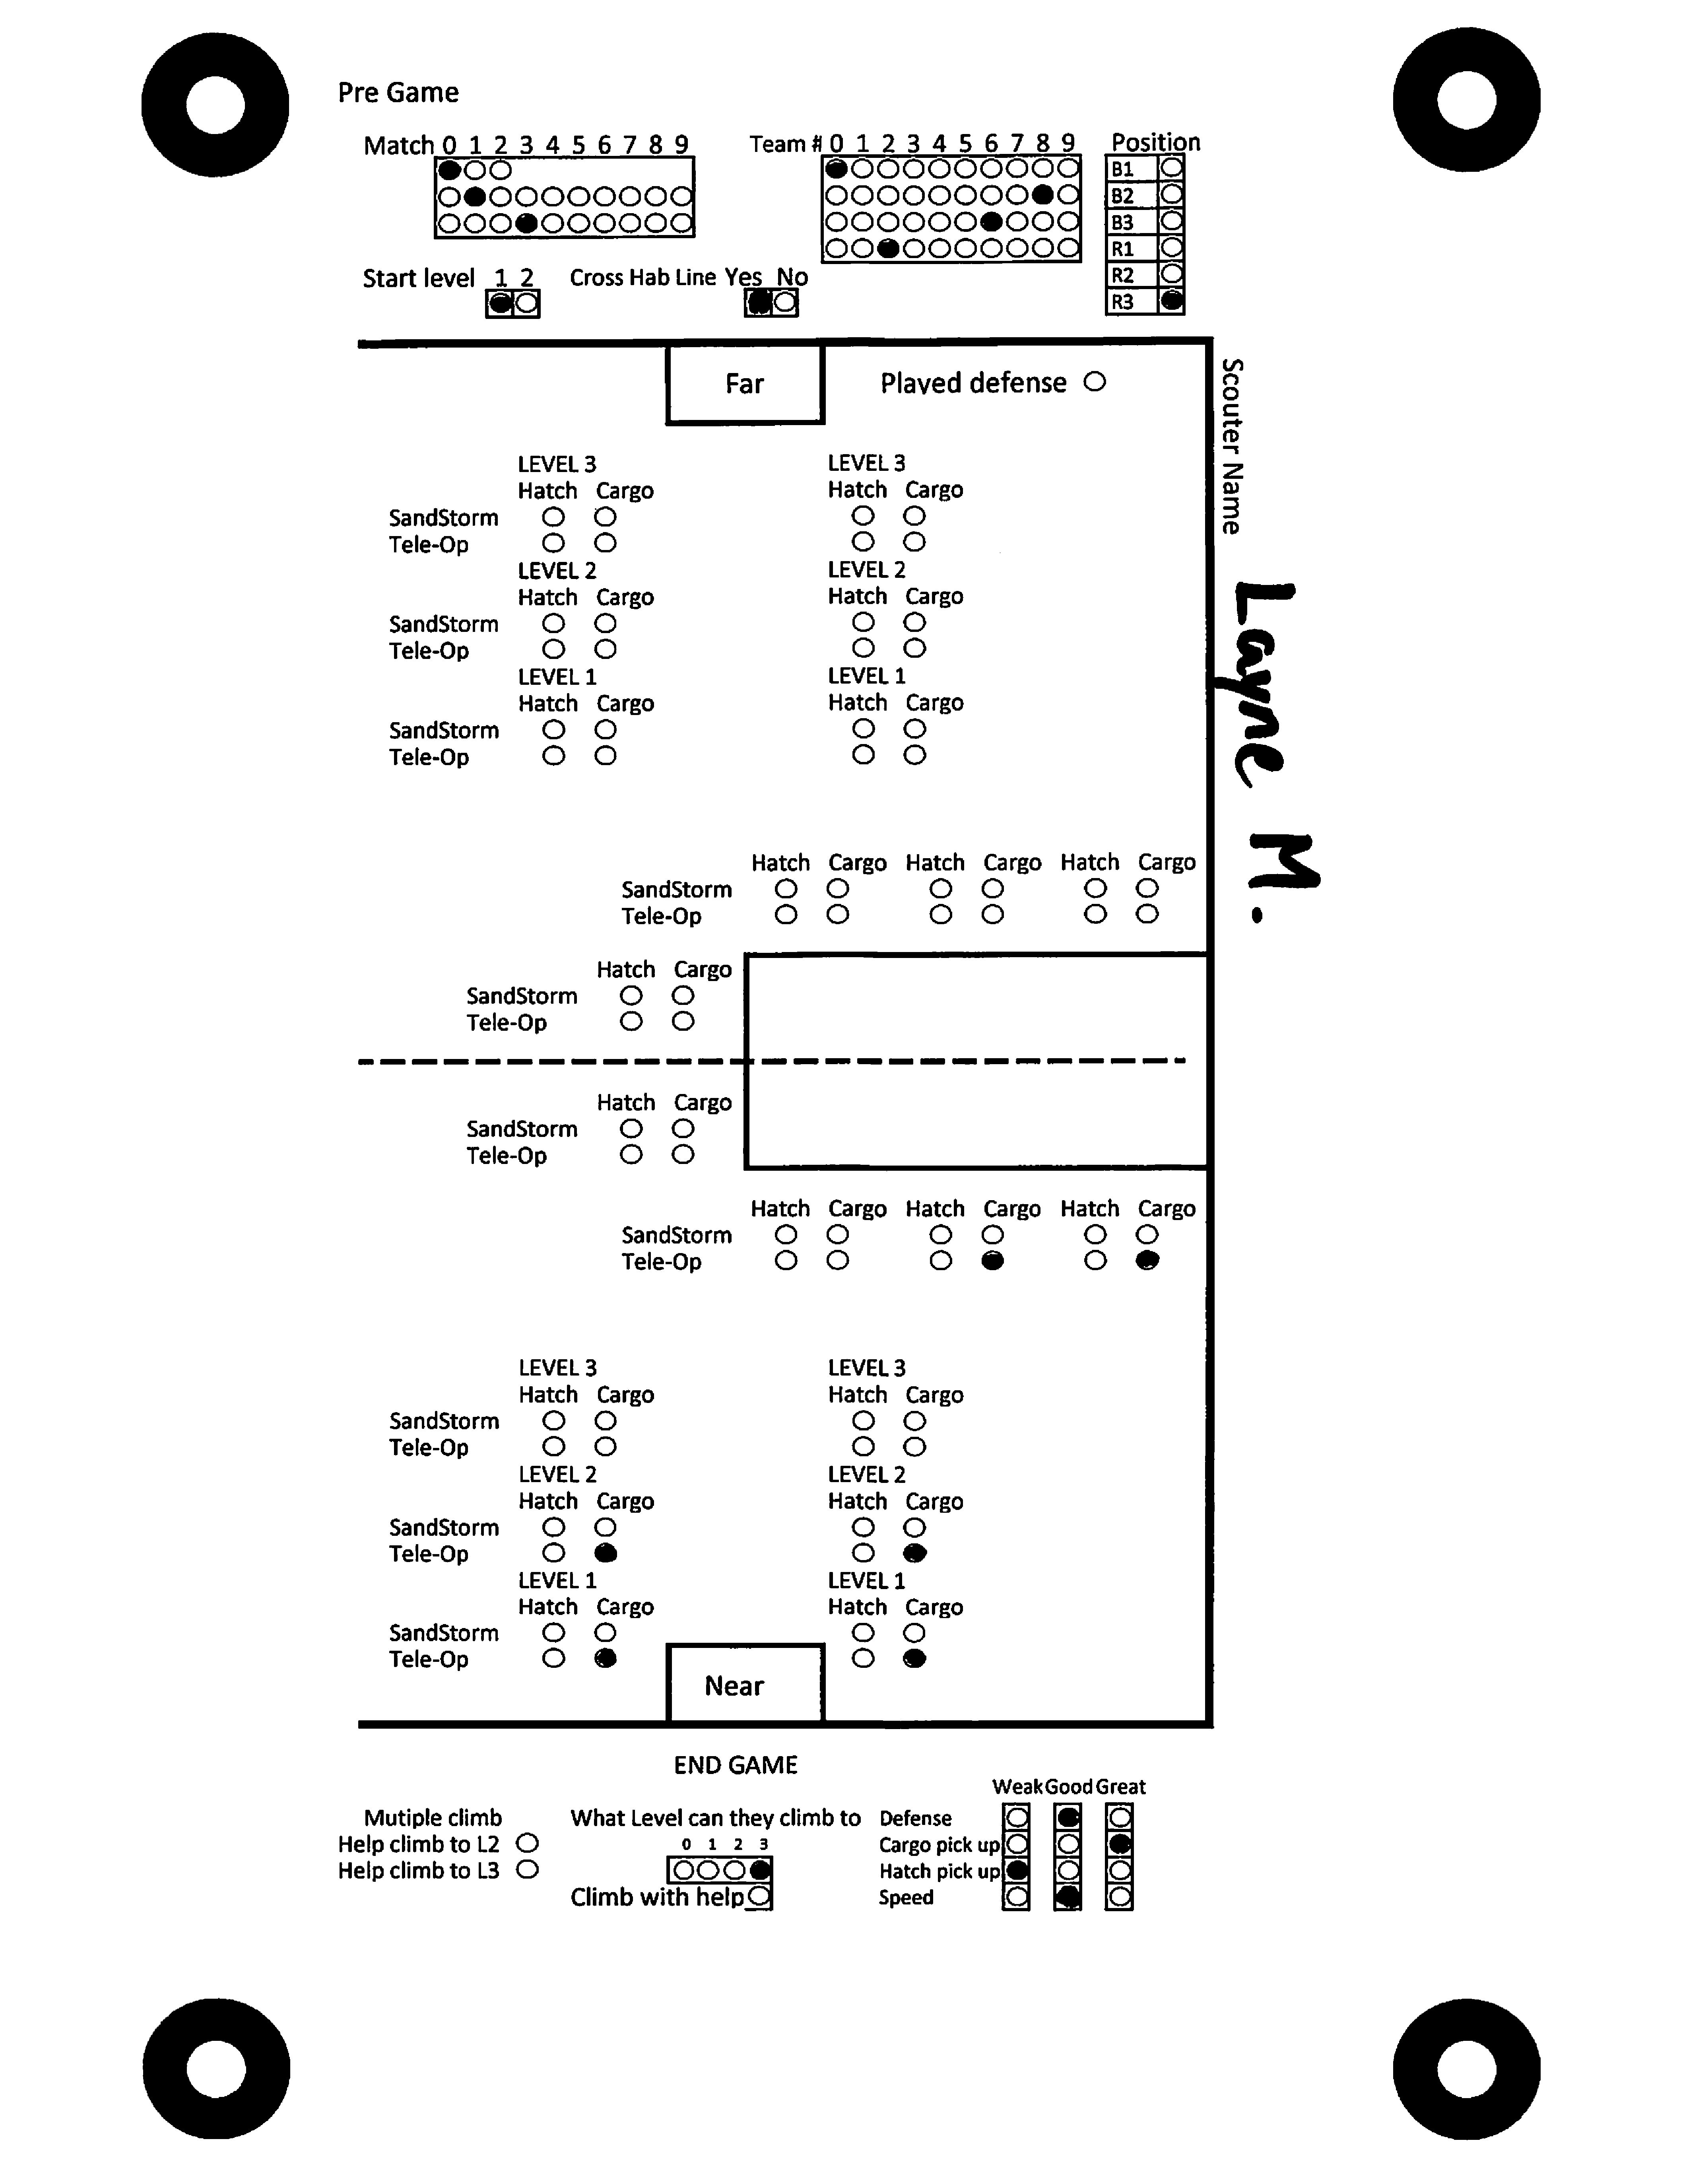 Pre Game
Match 0 1 2 3 4 5 6 7 8 9
Team # 0 1 2 3 4 5 6 7 8 9
Position
B1
B2
B3
R1
R2
R3
Start level 1 2
Cross Hab Line Yes No
Far
Played defense
Scouter Name
Layne M.
LEVEL 3 LEVEL 3
Hatch Cargo Hatch Cargo
SandStorm
Tele-Op
LEVEL 2 LEVEL 2
Hatch Cargo Hatch Cargo
SandStorm
Tele-Op
LEVEL 1 LEVEL 1
Hatch Cargo Hatch Cargo
SandStorm
Tele-Op
Hatch Cargo Hatch Cargo Hatch Cargo
SandStorm
Tele-Op
Hatch Cargo
SandStorm
Tele-Op
Hatch Cargo
SandStorm
Tele-Op
Hatch Cargo Hatch Cargo Hatch Cargo
SandStorm
Tele-Op
LEVEL 3 LEVEL 3
Hatch Cargo Hatch Cargo
SandStorm
Tele-Op
LEVEL 2 LEVEL 2
Hatch Cargo Hatch Cargo
SandStorm
Tele-Op
LEVEL 1 LEVEL 1
Hatch Cargo Hatch Cargo
SandStorm
Tele-Op
Near
END GAME
Mutiple climb
Help climb to L2
Help climb to L3
What Level can they climb to
0 1 2 3
Climb with help
Weak Good Great
Defense
Cargo pick up
Hatch pick up
Speed